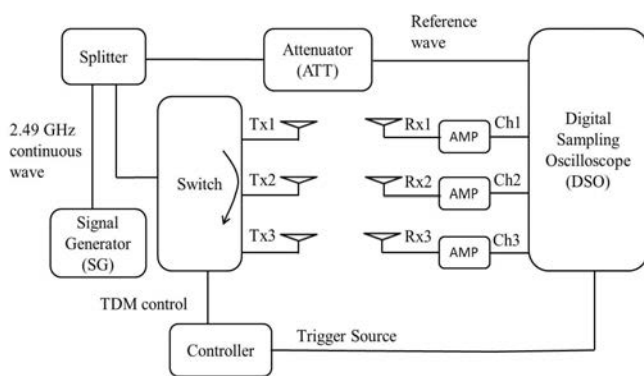 Splitter
Attenuator
(ATT)
Reference
wave
2.49 GHz
continuous
wave
Signal
Generator
(SG)
Switch
Tx1
Tx2
Tx3
Rx1
AMP
Ch1
Rx2
AMP
Ch2
Rx3
AMP
Ch3
Digital
Sampling
Oscilloscope
(DSO)
TDM control
Controller
Trigger Source